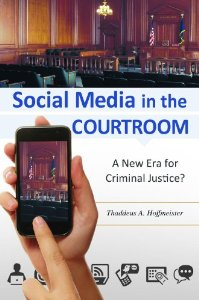 Social Media in the
COURTROOM
A New Era for
Criminal Justice?
Thaddeus A. Hoffmeister